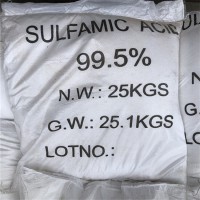 SULFAMIC ACID
99.5%
N.W.: 25KGS
G.W.: 25.1KGS
LOTNO.: